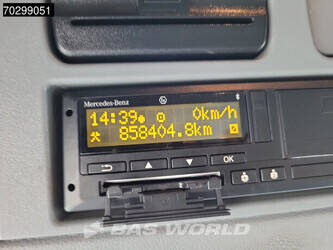 70299051
Mercedes-Benz
14:39 0km/h
858404.8km
OK
BAS WORLD